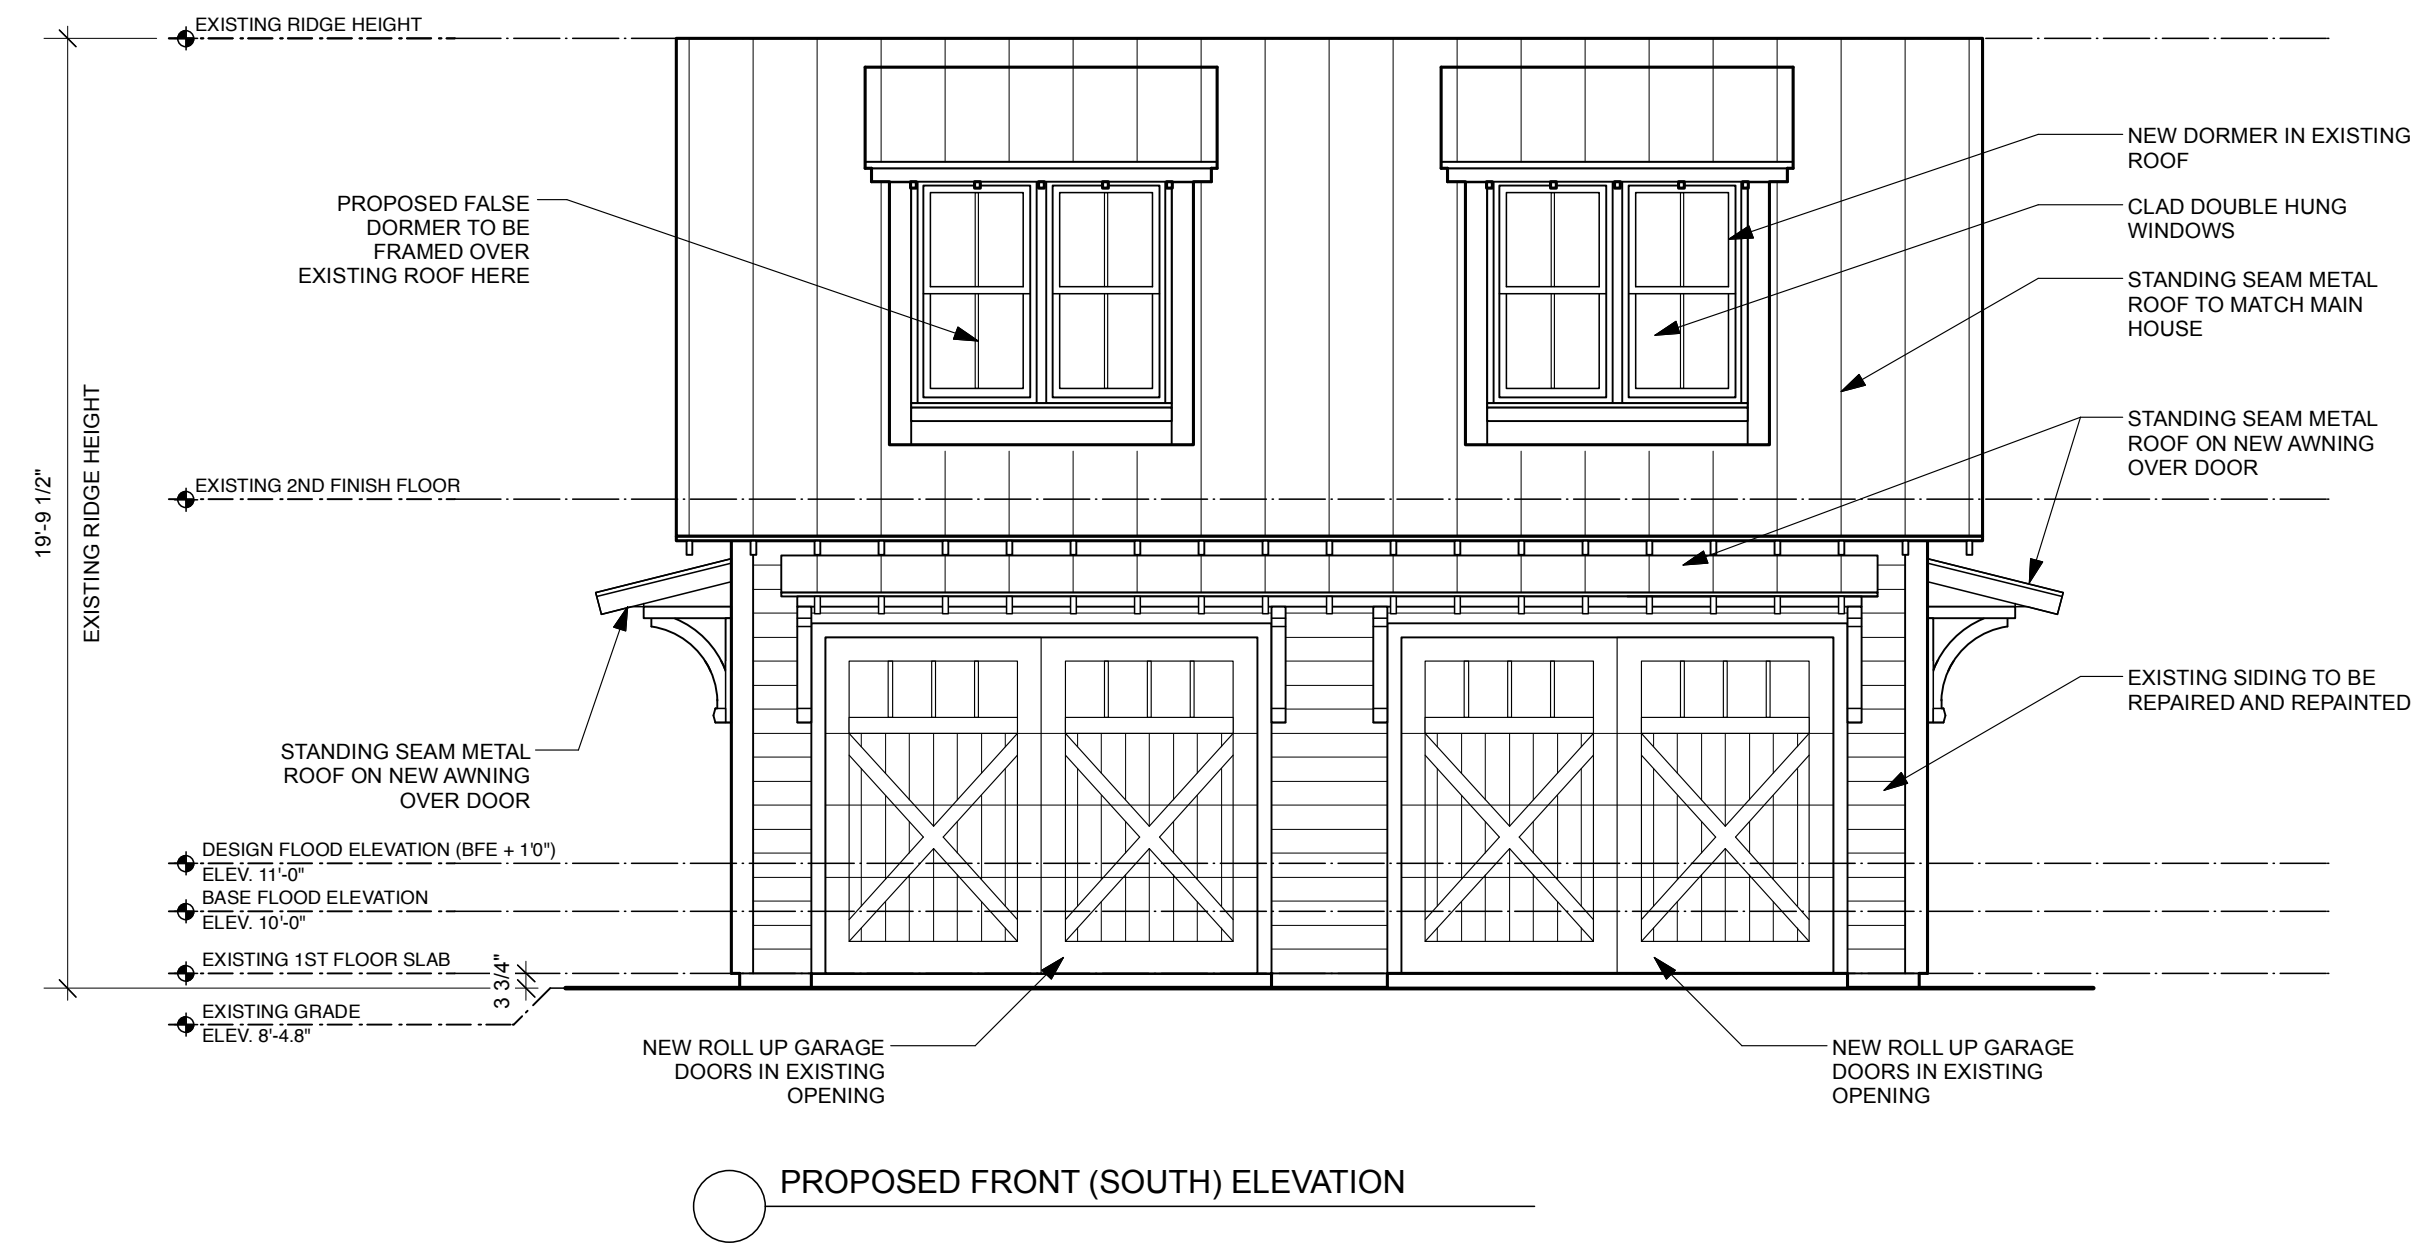 EXISTING RIDGE HEIGHT
NEW DORMER IN EXISTING
ROOF
PROPOSED FALSE
DORMER TO BE
FRAMED OVER
EXISTING ROOF HERE
CLAD DOUBLE HUNG
WINDOWS
STANDING SEAM METAL
ROOF TO MATCH MAIN
HOUSE
19'-9 1/2"
EXISTING RIDGE HEIGHT
STANDING SEAM METAL
ROOF ON NEW AWNING
OVER DOOR
EXISTING 2ND FINISH FLOOR
EXISTING SIDING TO BE
REPAIRED AND REPAINTED
STANDING SEAM METAL
ROOF ON NEW AWNING
OVER DOOR
DESIGN FLOOD ELEVATION (BFE + 1'0")
ELEV. 11'-0"
BASE FLOOD ELEVATION
ELEV. 10'-0"
EXISTING 1ST FLOOR SLAB
3 3/4"
EXISTING GRADE
ELEV. 8'-4.8"
NEW ROLL UP GARAGE
DOORS IN EXISTING
OPENING
NEW ROLL UP GARAGE
DOORS IN EXISTING
OPENING
PROPOSED FRONT (SOUTH) ELEVATION